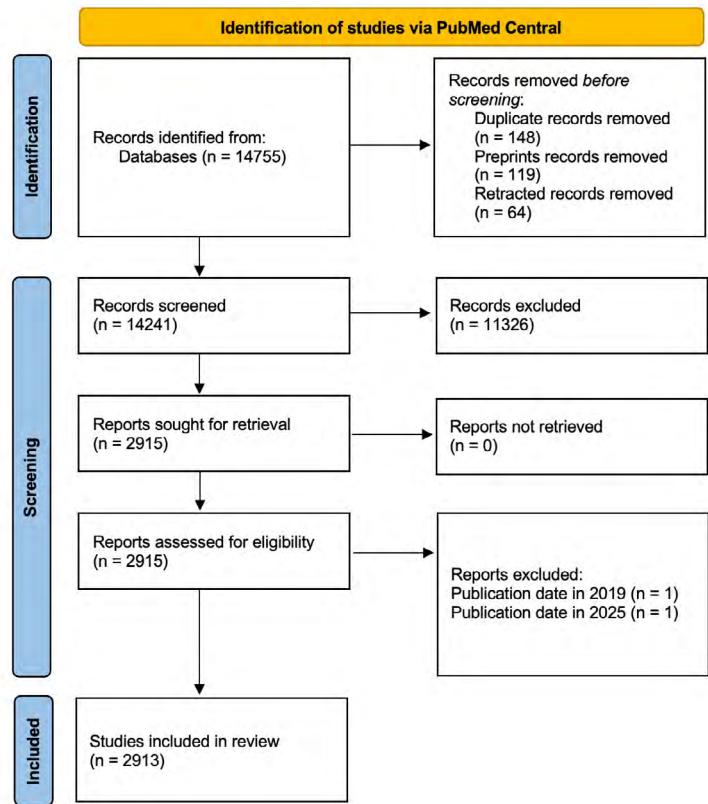 Identification of studies via PubMed Central
Identification
Records identified from:
Databases (n = 14755)
Records removed before
screening:
Duplicate records removed
(n = 148)
Preprints records removed
(n = 119)
Retracted records removed
(n = 64)
Screening
Records screened
(n = 14241)
Records excluded
(n = 11326)
Reports sought for retrieval
(n = 2915)
Reports not retrieved
(n = 0)
Reports assessed for eligibility
(n = 2915)
Reports excluded:
Publication date in 2019 (n = 1)
Publication date in 2025 (n = 1)
Included
Studies included in review
(n = 2913)